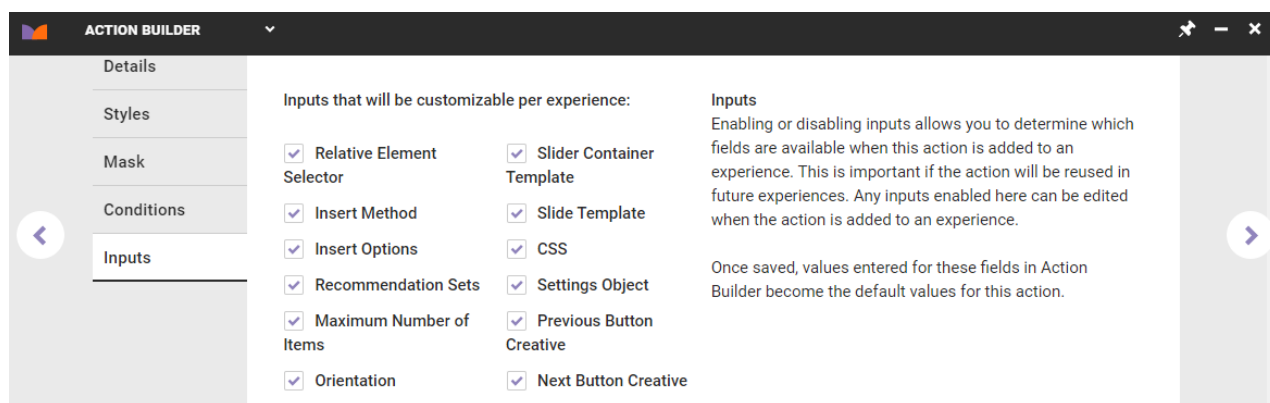 ACTION BUILDER
Details
Styles
Mask
Conditions
Inputs
Inputs that will be customizable per experience:
Relative Element
Selector
Insert Method
Insert Options
Recommendation Sets
Maximum Number of
Items
Orientation
Slider Container
Template
Slide Template
CSS
Settings Object
Previous Button
Creative
Next Button Creative
Inputs
Enabling or disabling inputs allows you to determine which
fields are available when this action is added to an
experience. This is important if the action will be reused in
future experiences. Any inputs enabled here can be edited
when the action is added to an experience.
Once saved, values entered for these fields in Action
Builder become the default values for this action.